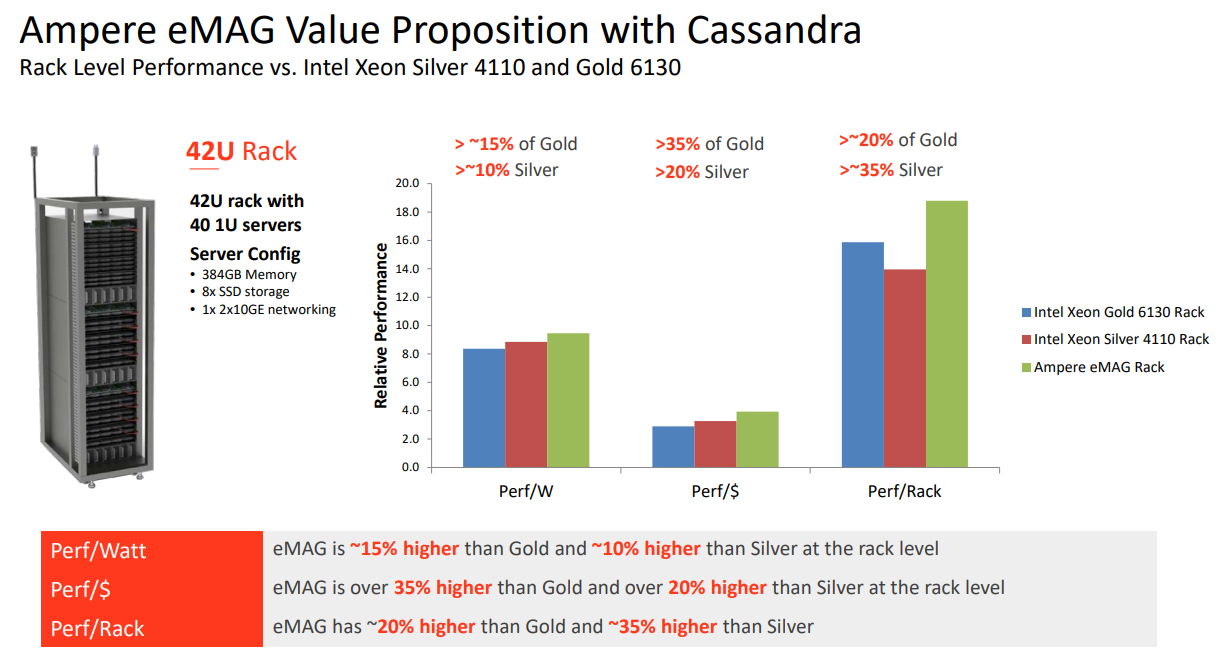 Ampere eMAG Value Proposition with Cassandra
Rack Level Performance vs. Intel Xeon Silver 4110 and Gold 6130
42U Rack
42U rack with
40 1U servers
Server Config
• 384GB Memory
• 8x SSD storage
• 1x 2x10GE networking
> ~15% of Gold
>~10% Silver
>35% of Gold
>20% Silver
>~20% of Gold
>~35% Silver
Relative Performance
20.0
18.0
16.0
14.0
12.0
10.0
8.0
6.0
4.0
2.0
0.0
Perf/W
Perf/$
Perf/Rack
Intel Xeon Gold 6130 Rack
Intel Xeon Silver 4110 Rack
Ampere eMAG Rack
Perf/Watt
eMAG is ~15% higher than Gold and ~10% higher than Silver at the rack level
Perf/$
eMAG is over 35% higher than Gold and over 20% higher than Silver at the rack level
Perf/Rack
eMAG has ~20% higher than Gold and ~35% higher than Silver